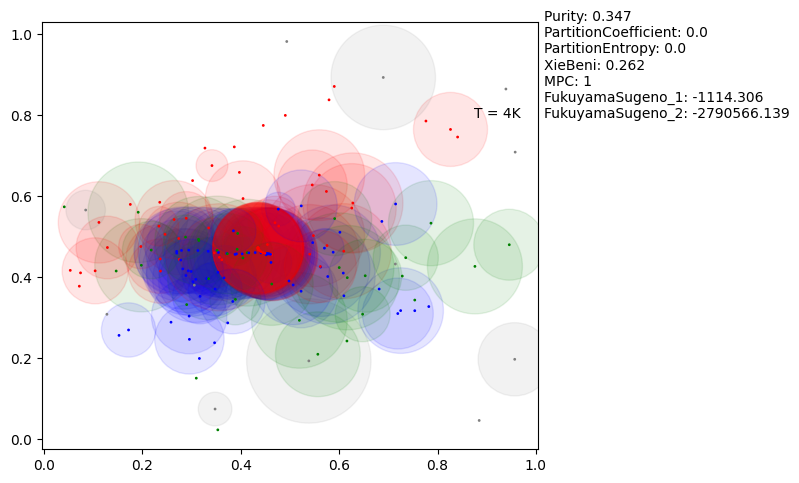 Purity: 0.347
PartitionCoefficient: 0.0
PartitionEntropy: 0.0
XieBeni: 0.262
MPC: 1
FukuyamaSugeno_1: -1114.306
FukuyamaSugeno_2: -2790566.139
T = 4K
1.0
0.8
0.6
0.4
0.2
0.0
0.0 0.2 0.4 0.6 0.8 1.0